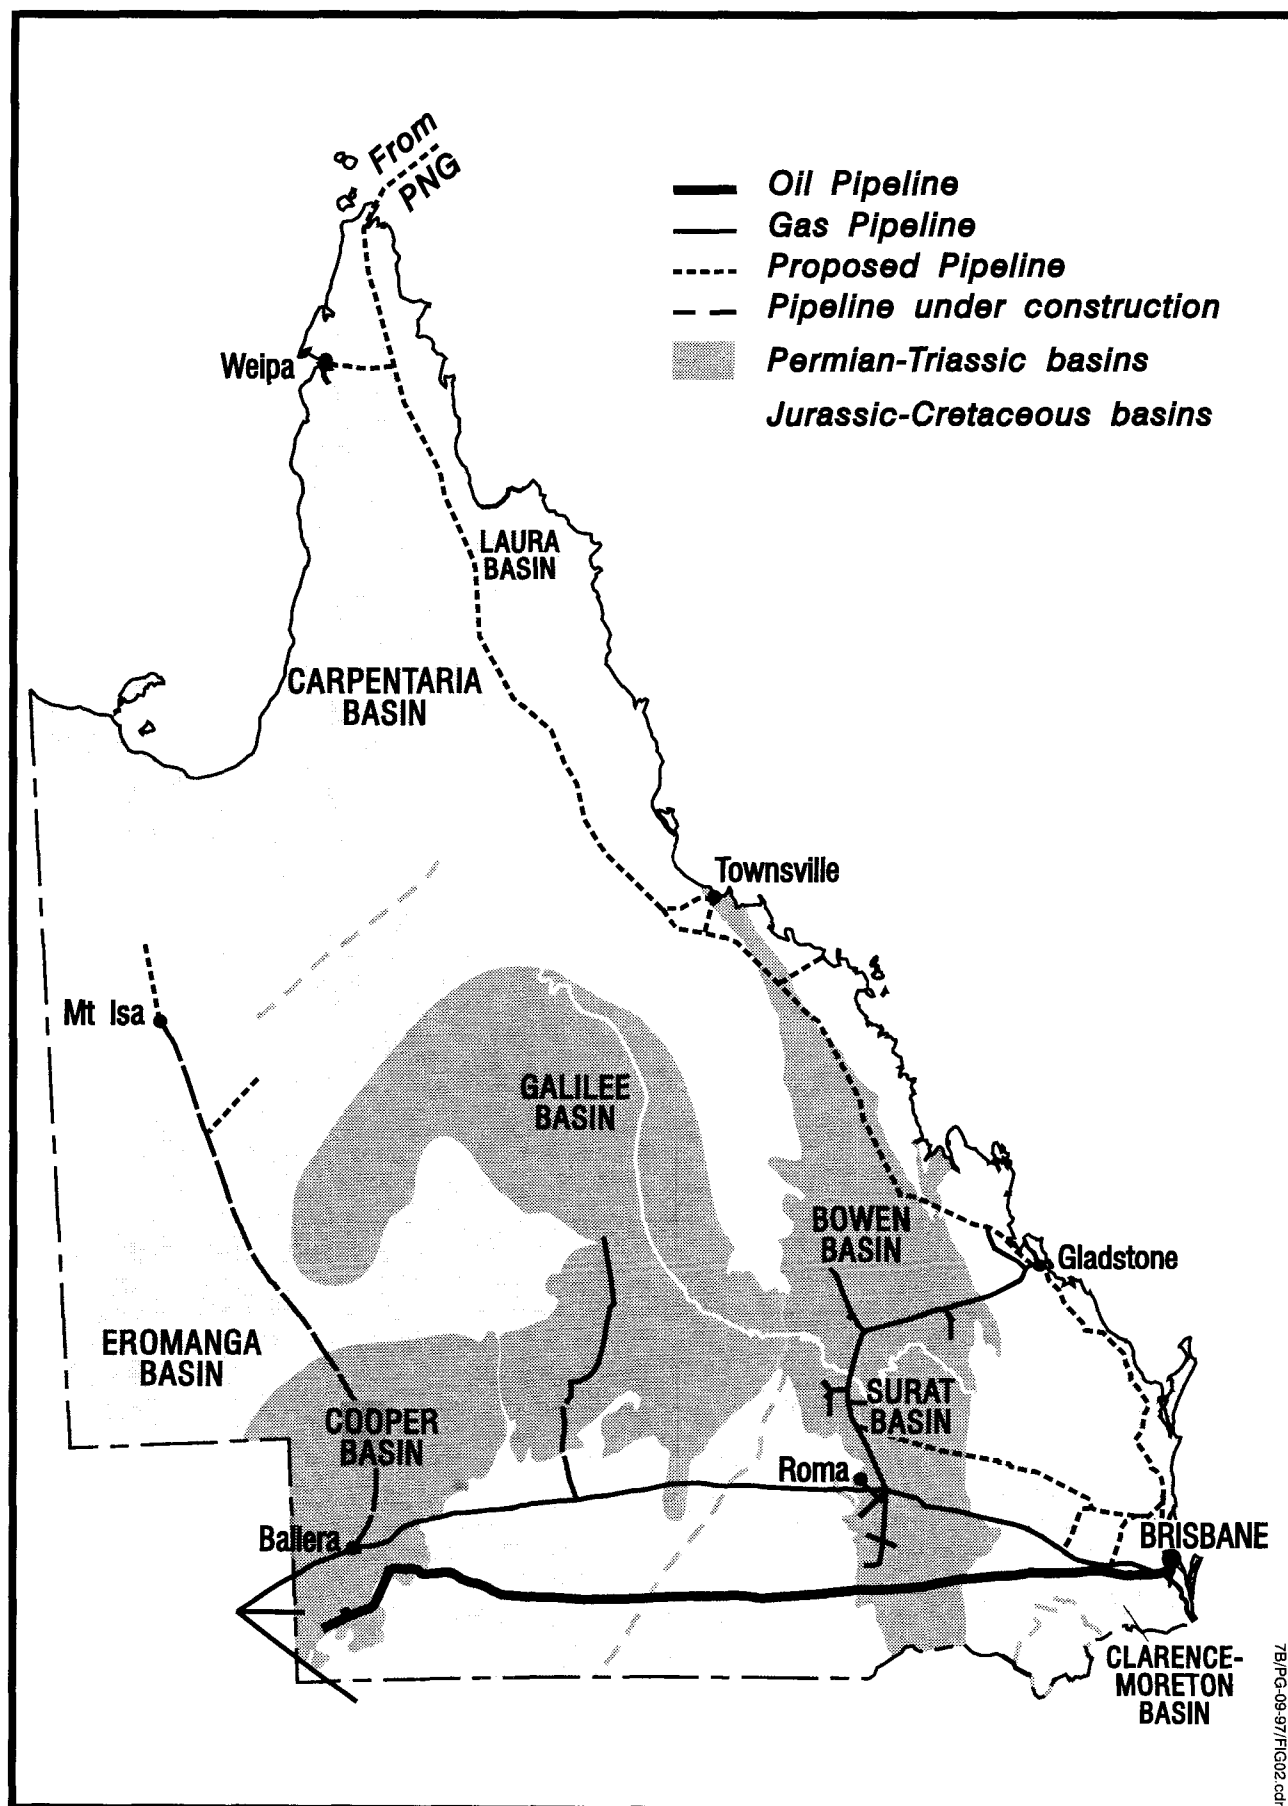 From
PNG
Oil Pipeline
Gas Pipeline
Proposed Pipeline
Pipeline under construction
Permian-Triassic basins
Jurassic-Cretaceous basins
Weipa
LAURA
BASIN
CARPENTARIA
BASIN
Townsville
Mt Isa
GALILEE
BASIN
BOWEN
BASIN
Gladstone
EROMANGA
BASIN
COOPER
BASIN
SURAT
BASIN
Roma
Ballera
BRISBANE
CLARENCE-
MORETON
BASIN
7B/PG-09-97/FIG02.cdr